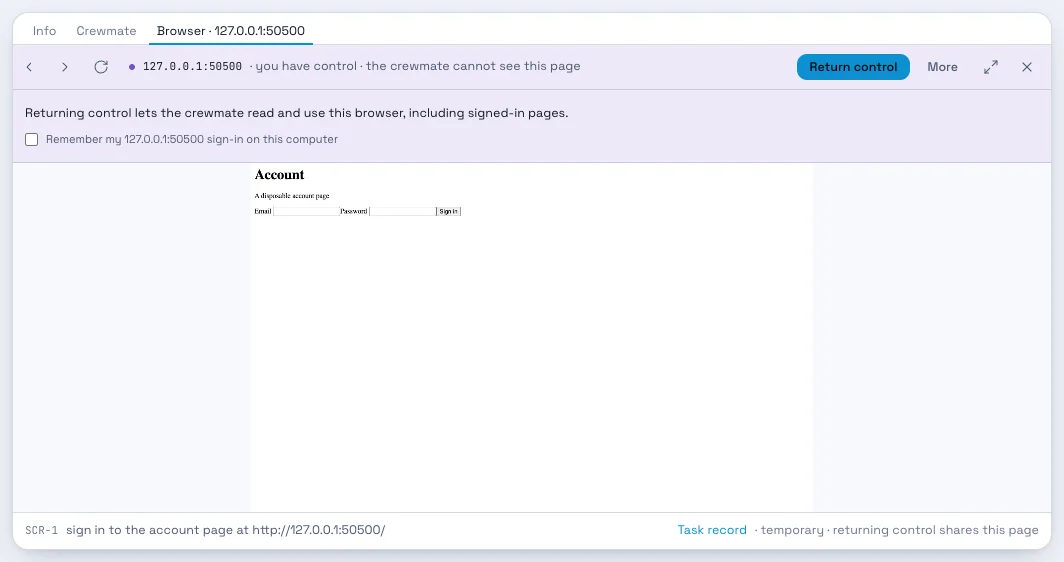 Info Crewmate Browser · 127.0.0.1:50500
127.0.0.1:50500 · you have control · the crewmate cannot see this page Return control More
Returning control lets the crewmate read and use this browser, including signed-in pages.
Remember my 127.0.0.1:50500 sign-in on this computer
Account
A disposable account page
Email Password Sign in
SCR-1 sign in to the account page at http://127.0.0.1:50500/ Task record · temporary · returning control shares this page